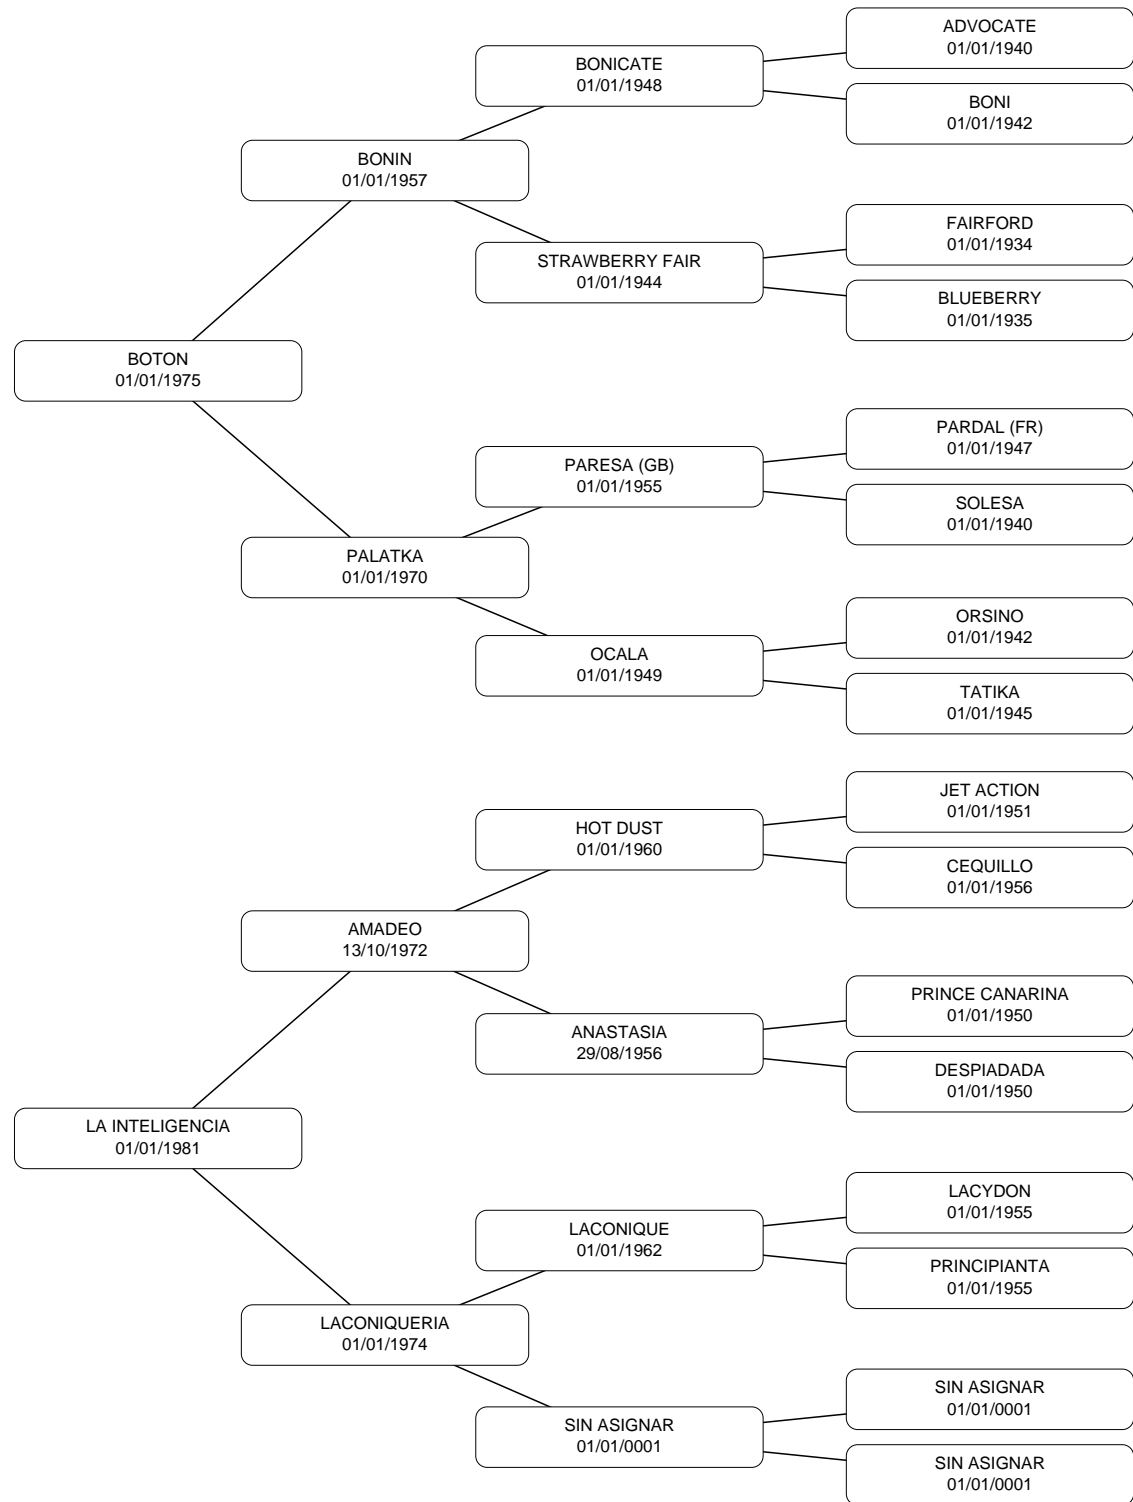 ADVOCATE
01/01/1940
BONICATE
01/01/1948
BONI
01/01/1942
BONIN
01/01/1957
FAIRFORD
01/01/1934
STRAWBERRY FAIR
01/01/1944
BLUEBERRY
01/01/1935
BOTON
01/01/1975
PARDAL (FR)
01/01/1947
PARESA (GB)
01/01/1955
SOLESA
01/01/1940
PALATKA
01/01/1970
ORSINO
01/01/1942
OCALA
01/01/1949
TATIKA
01/01/1945
JET ACTION
01/01/1951
HOT DUST
01/01/1960
CEQUILLO
01/01/1956
AMADEO
13/10/1972
PRINCE CANARINA
01/01/1950
ANASTASIA
29/08/1956
DESPIADADA
01/01/1950
LA INTELIGENCIA
01/01/1981
LACYDON
01/01/1955
LACONIQUE
01/01/1962
PRINCIPIANTA
01/01/1955
LACONIQUERIA
01/01/1974
SIN ASIGNAR
01/01/0001
SIN ASIGNAR
01/01/0001
SIN ASIGNAR
01/01/0001